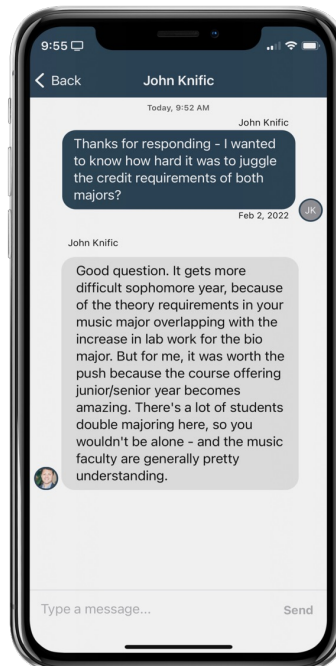 9:55
Back John Knific
Today, 9:52 AM
John Knific
Thanks for responding - I wanted
to know how hard it was to juggle
the credit requirements of both
majors?
JK
Feb 2, 2022
John Knific
Good question. It gets more
difficult sophomore year, because
of the theory requirements in your
music major overlapping with the
increase in lab work for the bio
major. But for me, it was worth the
push because the course offering
junior/senior year becomes
amazing. There's a lot of students
double majoring here, so you
wouldn't be alone - and the music
faculty are generally pretty
understanding.
Type a message... Send